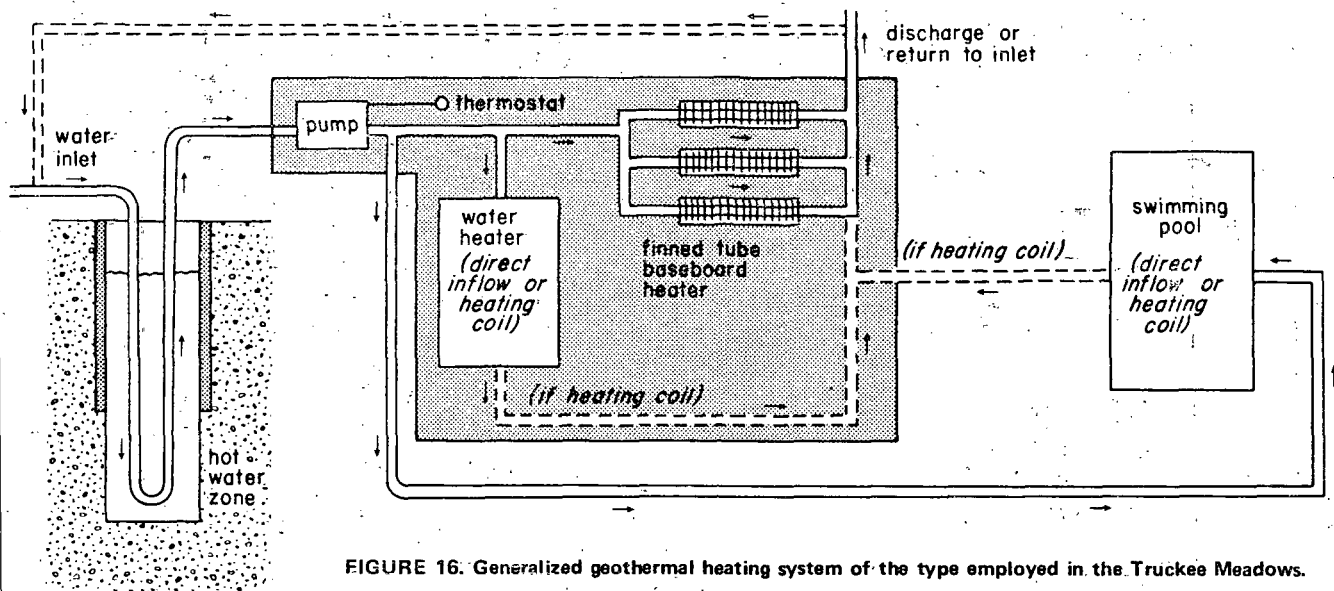 discharge or
return to inlet
thermostat
pump
water
inlet
water
heater
(direct
inflow or
heating
coil)
finned tube
baseboard
heater
(if heating coil)
swimming
pool
(direct
inflow or
heating
coil)
(if heating coil)
hot
water
zone
FIGURE 16. Generalized geothermal heating system of the type employed in the Truckee Meadows.